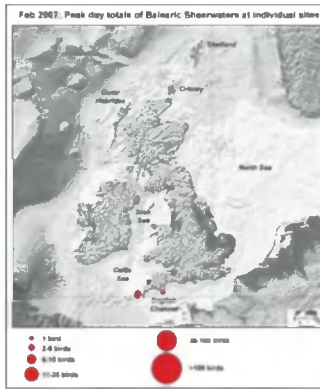 Feb 2007: Peak day totals of Balearic Shearwaters at individual sites
Shetland
Orkney
Outer
Hebrides
North Sea
Irish
Sea
Celtic
Sea
English
Channel
1 bird
2-5 birds
6-10 birds
11-25 birds
26-100 birds
>100 birds